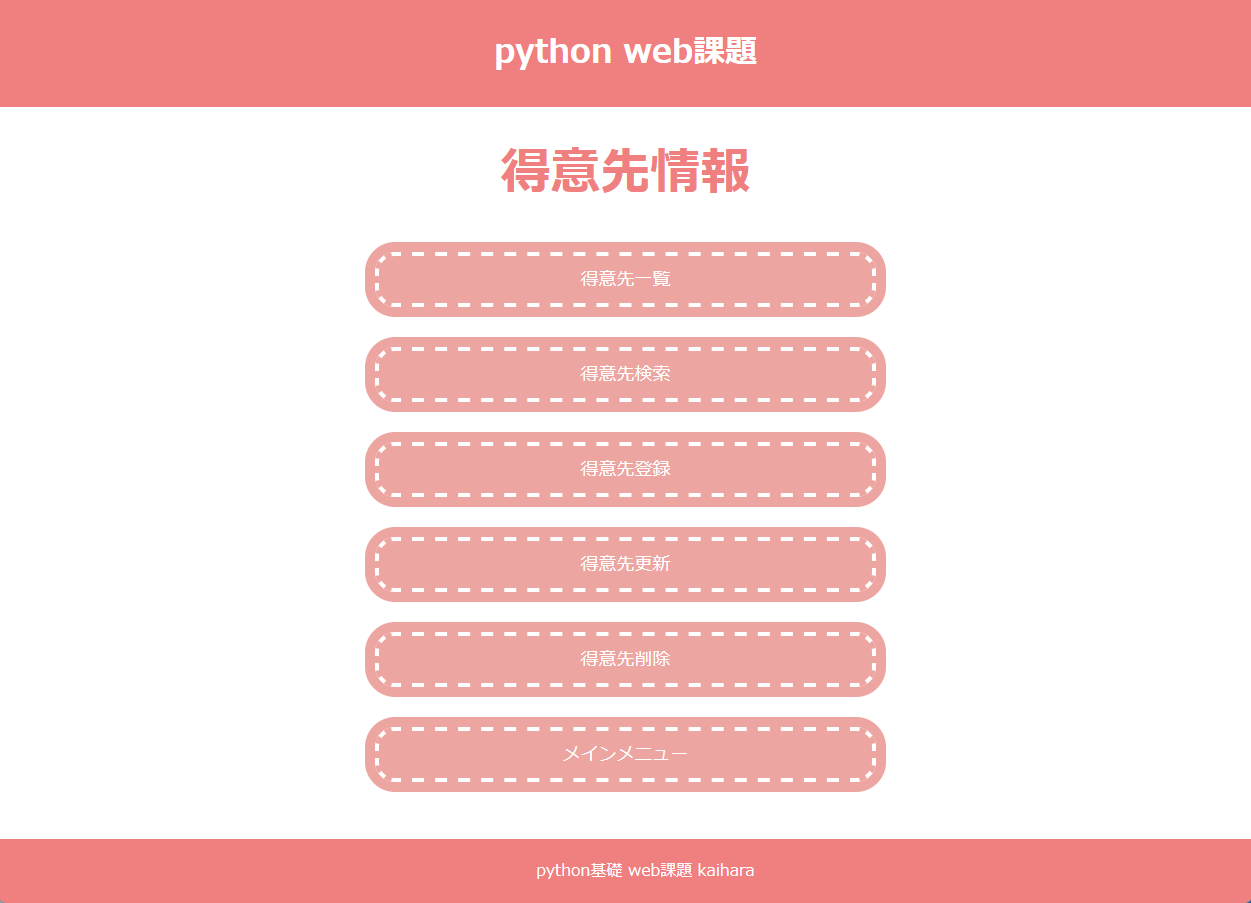 python web課題
得意先情報
得意先一覧
得意先検索
得意先登録
得意先更新
得意先削除
メインメニュー
python基礎 web課題 kaihara